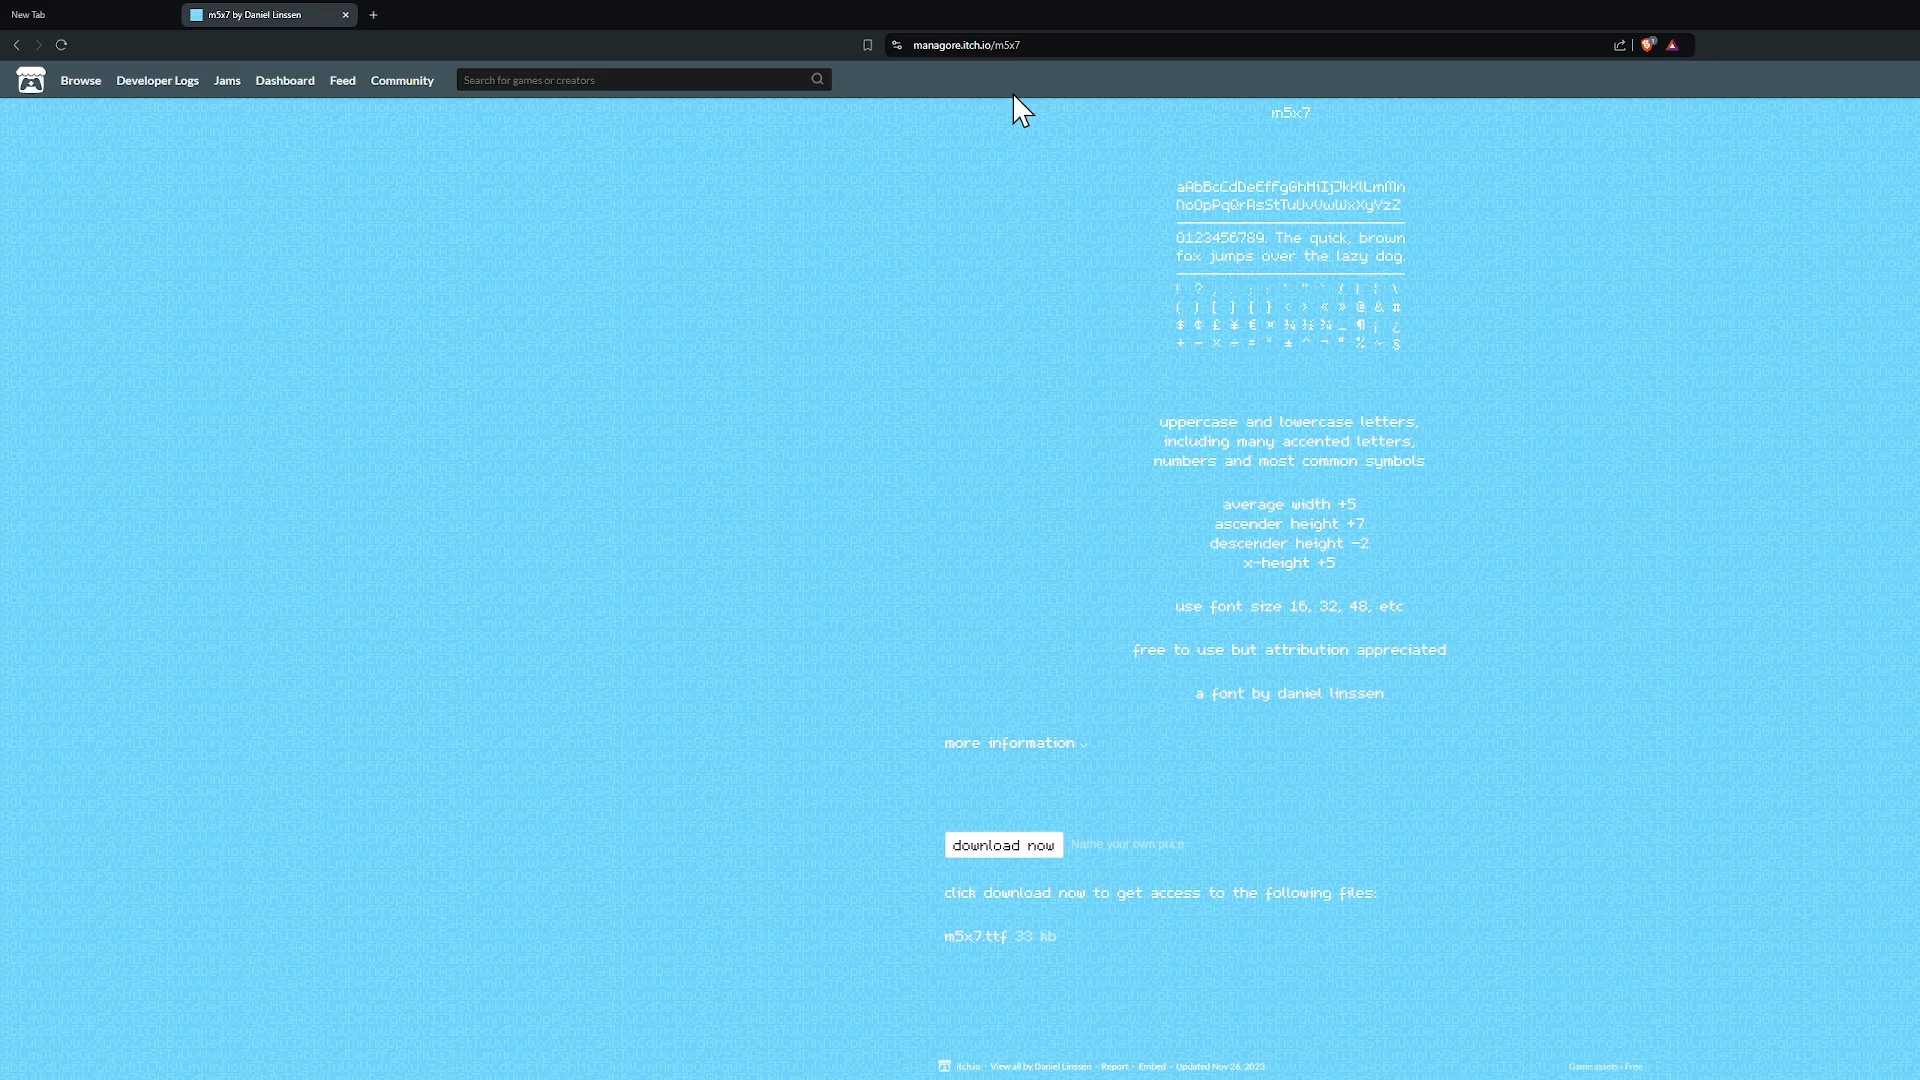 New Tab
m5x7 by Daniel Linssen
managore.itch.io/m5x7
Browse Developer Logs Jams Dashboard Feed Community
Search for games or creators
m5x7
aAbBcCdDeEfFgGhHiIjJkKlLmMn
NoOpPqQrRsStTuUvVwWxXyYzZ
0123456789. The quick, brown
fox jumps over the lazy dog.
! ? , . ; : ' " ` / | ¦ \
( ) [ ] { } < > « » @ & #
$ ¢ £ ¥ € ¤ ¼ ½ ¾ _ ¶ ¡ ¿
+ - × ÷ = * ± ^ ¬ ° % ~ §
uppercase and lowercase letters,
including many accented letters,
numbers and most common symbols
average width +5
ascender height +7
descender height -2
x-height +5
use font size 16, 32, 48, etc
free to use but attribution appreciated
a font by daniel linssen
more information
download now Name your own price
click download now to get access to the following files:
m5x7.ttf 33 kb
itch.io · View all by Daniel Linssen · Report · Embed · Updated Nov 26, 2023
Game assets › Free